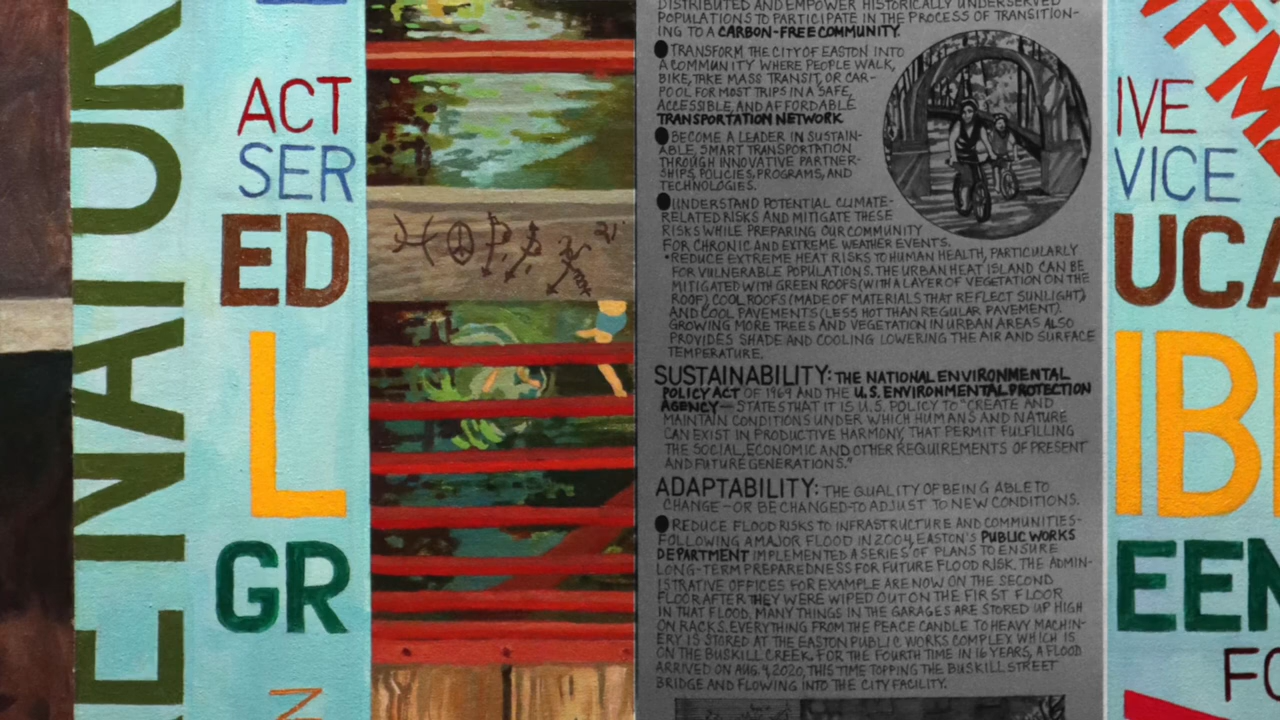 ENATOR
ACT
SER
ED
L
GR
DISTRIBUTED AND EMPOWER HISTORICALLY UNDERSERVED
POPULATIONS TO PARTICIPATE IN THE PROCESS OF TRANSITION-
ING TO A CARBON-FREE COMMUNITY.
TRANSFORM THE CITY OF EASTON INTO
A COMMUNITY WHERE PEOPLE WALK,
BIKE, TAKE MASS TRANSIT, OR CAR-
POOL FOR MOST TRIPS IN A SAFE,
ACCESSIBLE, AND AFFORDABLE
TRANSPORTATION NETWORK
BECOME A LEADER IN SUSTAIN-
ABLE, SMART TRANSPORTATION
THROUGH INNOVATIVE PARTNER-
SHIPS, POLICIES, PROGRAMS, AND
TECHNOLOGIES.
UNDERSTAND POTENTIAL CLIMATE-
RELATED RISKS AND MITIGATE THESE
RISKS WHILE PREPARING OUR COMMUNITY
FOR CHRONIC AND EXTREME WEATHER EVENTS.
• REDUCE EXTREME HEAT RISKS TO HUMAN HEALTH, PARTICULARLY
FOR VULNERABLE POPULATIONS. THE URBAN HEAT ISLAND CAN BE
MITIGATED WITH GREEN ROOFS (WITH A LAYER OF VEGETATION ON THE
ROOF), COOL ROOFS (MADE OF MATERIALS THAT REFLECT SUNLIGHT)
AND COOL PAVEMENTS (LESS HOT THAN REGULAR PAVEMENT).
GROWING MORE TREES AND VEGETATION IN URBAN AREAS ALSO
PROVIDES SHADE AND COOLING LOWERING THE AIR AND SURFACE
TEMPERATURE.
SUSTAINABILITY: THE NATIONAL ENVIRONMENTAL
POLICY ACT OF 1969 AND THE U.S. ENVIRONMENTAL PROTECTION
AGENCY— STATES THAT IT IS U.S. POLICY TO "CREATE AND
MAINTAIN CONDITIONS UNDER WHICH HUMANS AND NATURE
CAN EXIST IN PRODUCTIVE HARMONY, THAT PERMIT FULFILLING
THE SOCIAL, ECONOMIC AND OTHER REQUIREMENTS OF PRESENT
AND FUTURE GENERATIONS."
ADAPTABILITY: THE QUALITY OF BEING ABLE TO
CHANGE-OR BE CHANGED-TO ADJUST TO NEW CONDITIONS.
REDUCE FLOOD RISKS TO INFRASTRUCTURE AND COMMUNITIES-
FOLLOWING A MAJOR FLOOD IN 2004, EASTON'S PUBLIC WORKS
DEPARTMENT IMPLEMENTED A SERIES OF PLANS TO ENSURE
LONG-TERM PREPAREDNESS FOR FUTURE FLOOD RISK. THE ADMIN-
ISTRATIVE OFFICES FOR EXAMPLE ARE NOW ON THE SECOND
FLOOR AFTER THEY WERE WIPED OUT ON THE FIRST FLOOR
IN THAT FLOOD. MANY THINGS IN THE GARAGES ARE STORED UP HIGH
ON RACKS. EVERYTHING FROM THE PEACE CANDLE TO HEAVY MACHIN-
ERY IS STORED AT THE EASTON PUBLIC WORKS COMPLEX WHICH IS
ON THE BUSKILL CREEK. FOR THE FOURTH TIME IN 16 YEARS, A FLOOD
ARRIVED ON AUG. 4, 2020, THIS TIME TOPPING THE BUSKILL STREET
BRIDGE AND FLOWING INTO THE CITY FACILITY.
IVE
VICE
UCA
IB
EEN
FO